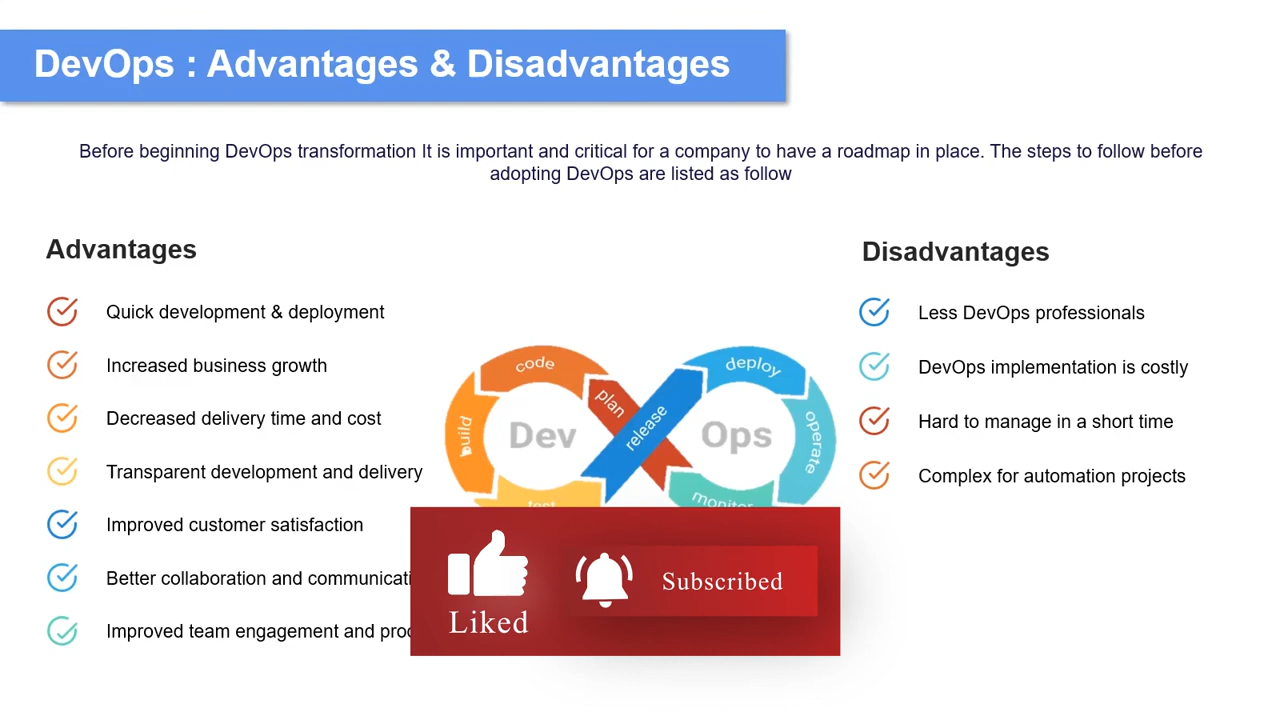 DevOps : Advantages & Disadvantages
Before beginning DevOps transformation It is important and critical for a company to have a roadmap in place. The steps to follow before
adopting DevOps are listed as follow
Advantages
Quick development & deployment
Increased business growth
Decreased delivery time and cost
Transparent development and delivery
Improved customer satisfaction
Better collaboration and
Improved team engagement and
code
plan
build
Dev
release
deploy
Ops
operate
monitor
Disadvantages
Less DevOps professionals
DevOps implementation is costly
Hard to manage in a short time
Complex for automation projects
Liked
Subscribed